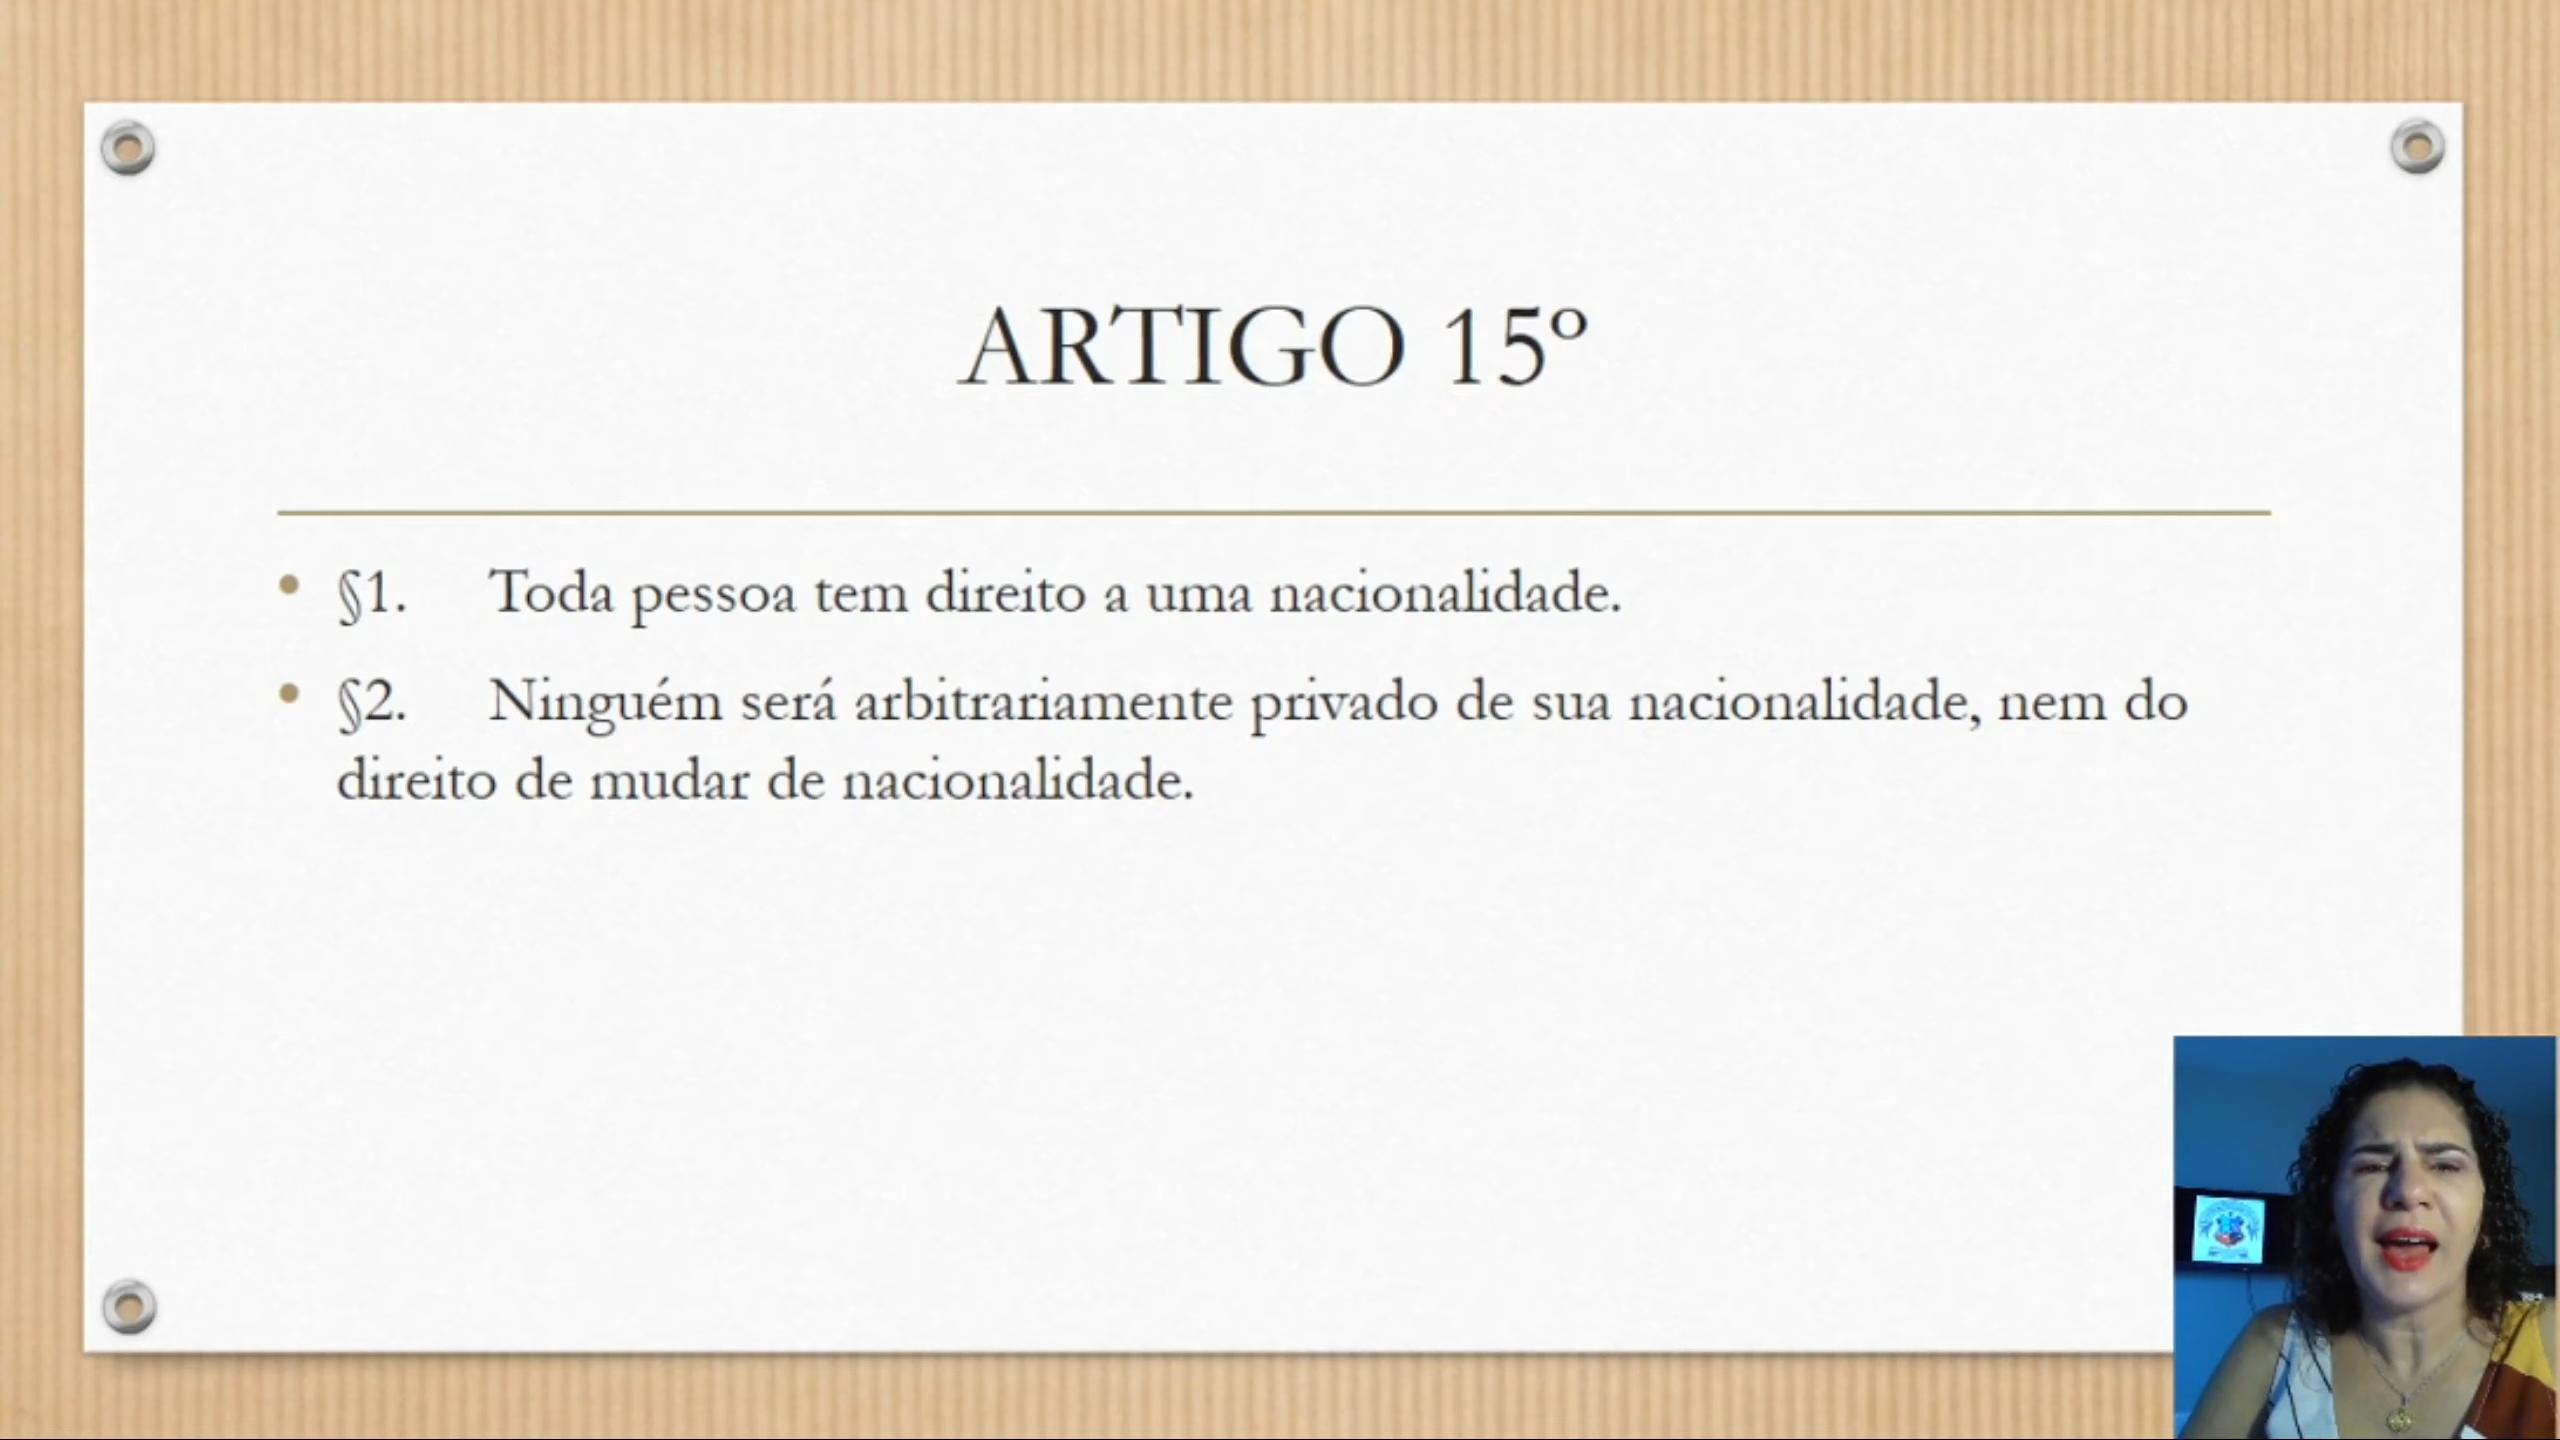 ARTIGO 15º
• §1. Toda pessoa tem direito a uma nacionalidade.
• §2. Ninguém será arbitrariamente privado de sua nacionalidade, nem do
direito de mudar de nacionalidade.